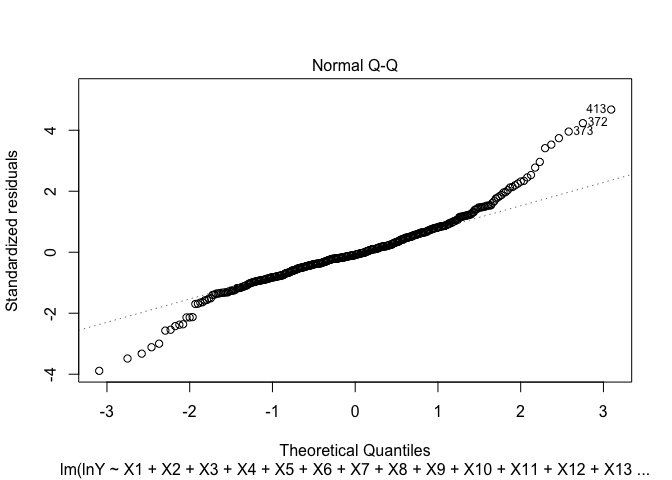 Normal Q-Q
413
372
373
4
2
0
-2
-4
Standardized residuals
-3 -2 -1 0 1 2 3
Theoretical Quantiles
lm(lnY ~ X1 + X2 + X3 + X4 + X5 + X6 + X7 + X8 + X9 + X10 + X11 + X12 + X13 ...